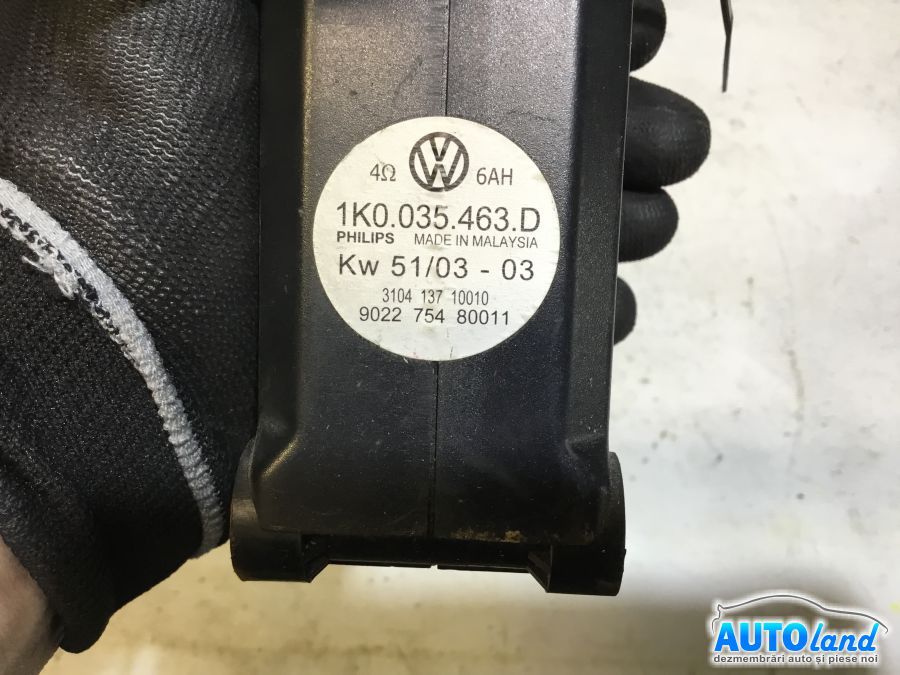 4Ω VW 6AH
1K0.035.463.D
PHILIPS MADE IN MALAYSIA
Kw 51/03 - 03
3104 137 10010
9022 754 80011
AUTOland
dezmembrări auto și piese noi